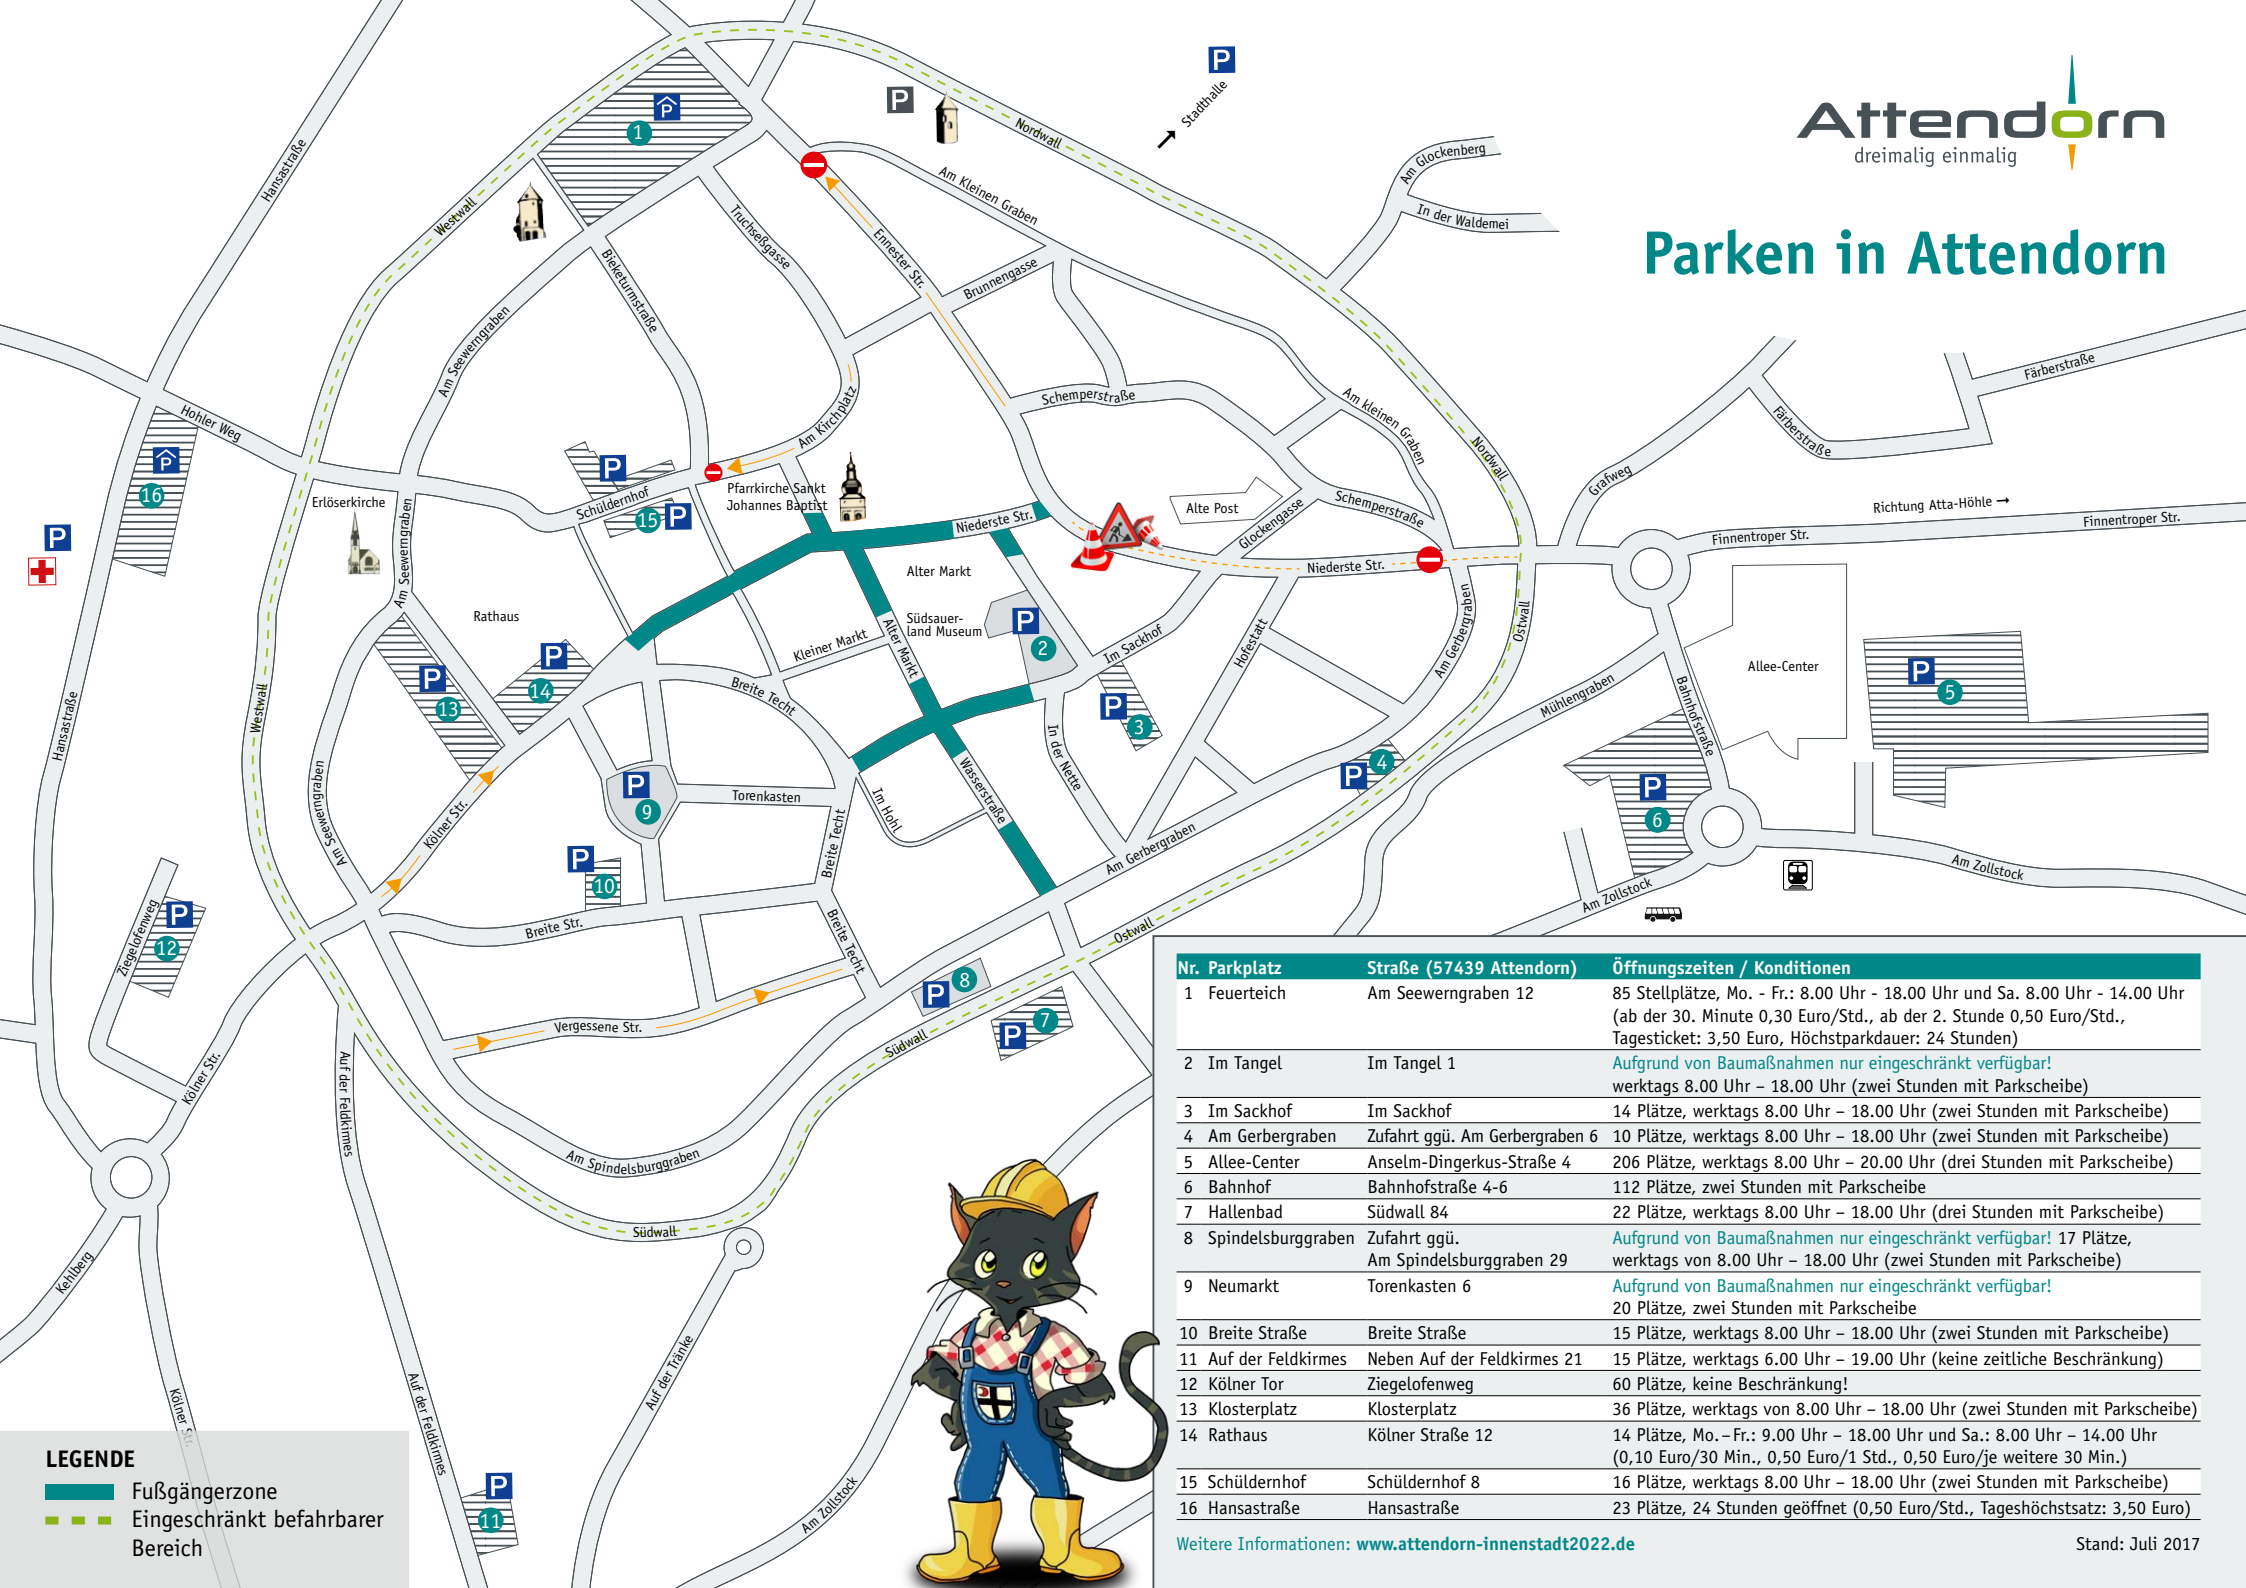 Attendorn
dreimalig einmalig
Parken in Attendorn
P
Stadthalle
P
P
1
Hansastraße
Westwall
Nordwall
Am Kleinen Graben
Am Glockenberg
In der Waldemei
Truchseßgasse
Ennester Str.
Bieketurmstraße
Brunnengasse
Am Seewerngraben
Am Kirchplatz
Schemperstraße
Am kleinen Graben
Nordwall
Färberstraße
Färberstraße
Grafweg
Hohler Weg
P
16
P
Erlöserkirche
P
Schüldernhof
15
P
Pfarrkirche Sankt
Johannes Baptist
Niederste Str.
Alte Post
Glockengasse
Schemperstraße
Richtung Atta-Höhle →
Finnentroper Str.
Finnentroper Str.
Niederste Str.
Am Seewerngraben
Alter Markt
Rathaus
Südsauer-
land Museum
P
2
Alter Markt
Kleiner Markt
Im Sackhof
Hofestatt
Am Gerbergraben
Ostwall
Allee-Center
P
5
P
13
P
14
Breite Techt
P
3
In der Nette
Mühlengraben
Bahnhofstraße
Hansastraße
Westwall
Am Seewerngraben
Kölner Str.
P
9
Torenkasten
Im Hohl
Wasserstraße
P
4
P
6
Breite Techt
P
10
Am Gerbergraben
Am Zollstock
Am Zollstock
Ziegelofenweg
P
12
Breite Str.
Breite Techt
Ostwall
P
8
P
7
Vergessene Str.
Südwall
Kölner Str.
Auf der Feldkirmes
Am Spindelsburggraben
Südwall
Kehlberg
Kölner Str.
Auf der Feldkirmes
Auf der Tränke
Am Zollstock
P
11
LEGENDE
Fußgängerzone
Eingeschränkt befahrbarer
Bereich
Nr. Parkplatz Straße (57439 Attendorn) Öffnungszeiten / Konditionen
1 Feuerteich Am Seewerngraben 12 85 Stellplätze, Mo. - Fr.: 8.00 Uhr - 18.00 Uhr und Sa. 8.00 Uhr - 14.00 Uhr
(ab der 30. Minute 0,30 Euro/Std., ab der 2. Stunde 0,50 Euro/Std.,
Tagesticket: 3,50 Euro, Höchstparkdauer: 24 Stunden)
2 Im Tangel Im Tangel 1 Aufgrund von Baumaßnahmen nur eingeschränkt verfügbar!
werktags 8.00 Uhr – 18.00 Uhr (zwei Stunden mit Parkscheibe)
3 Im Sackhof Im Sackhof 14 Plätze, werktags 8.00 Uhr – 18.00 Uhr (zwei Stunden mit Parkscheibe)
4 Am Gerbergraben Zufahrt ggü. Am Gerbergraben 6 10 Plätze, werktags 8.00 Uhr – 18.00 Uhr (zwei Stunden mit Parkscheibe)
5 Allee-Center Anselm-Dingerkus-Straße 4 206 Plätze, werktags 8.00 Uhr – 20.00 Uhr (drei Stunden mit Parkscheibe)
6 Bahnhof Bahnhofstraße 4-6 112 Plätze, zwei Stunden mit Parkscheibe
7 Hallenbad Südwall 84 22 Plätze, werktags 8.00 Uhr – 18.00 Uhr (drei Stunden mit Parkscheibe)
8 Spindelsburggraben Zufahrt ggü. Aufgrund von Baumaßnahmen nur eingeschränkt verfügbar! 17 Plätze,
Am Spindelsburggraben 29 werktags von 8.00 Uhr – 18.00 Uhr (zwei Stunden mit Parkscheibe)
9 Neumarkt Torenkasten 6 Aufgrund von Baumaßnahmen nur eingeschränkt verfügbar!
20 Plätze, zwei Stunden mit Parkscheibe
10 Breite Straße Breite Straße 15 Plätze, werktags 8.00 Uhr – 18.00 Uhr (zwei Stunden mit Parkscheibe)
11 Auf der Feldkirmes Neben Auf der Feldkirmes 21 15 Plätze, werktags 6.00 Uhr – 19.00 Uhr (keine zeitliche Beschränkung)
12 Kölner Tor Ziegelofenweg 60 Plätze, keine Beschränkung!
13 Klosterplatz Klosterplatz 36 Plätze, werktags von 8.00 Uhr – 18.00 Uhr (zwei Stunden mit Parkscheibe)
14 Rathaus Kölner Straße 12 14 Plätze, Mo.–Fr.: 9.00 Uhr – 18.00 Uhr und Sa.: 8.00 Uhr – 14.00 Uhr
(0,10 Euro/30 Min., 0,50 Euro/1 Std., 0,50 Euro/je weitere 30 Min.)
15 Schüldernhof Schüldernhof 8 16 Plätze, werktags 8.00 Uhr – 18.00 Uhr (zwei Stunden mit Parkscheibe)
16 Hansastraße Hansastraße 23 Plätze, 24 Stunden geöffnet (0,50 Euro/Std., Tageshöchstsatz: 3,50 Euro)
Weitere Informationen: www.attendorn-innenstadt2022.de
Stand: Juli 2017